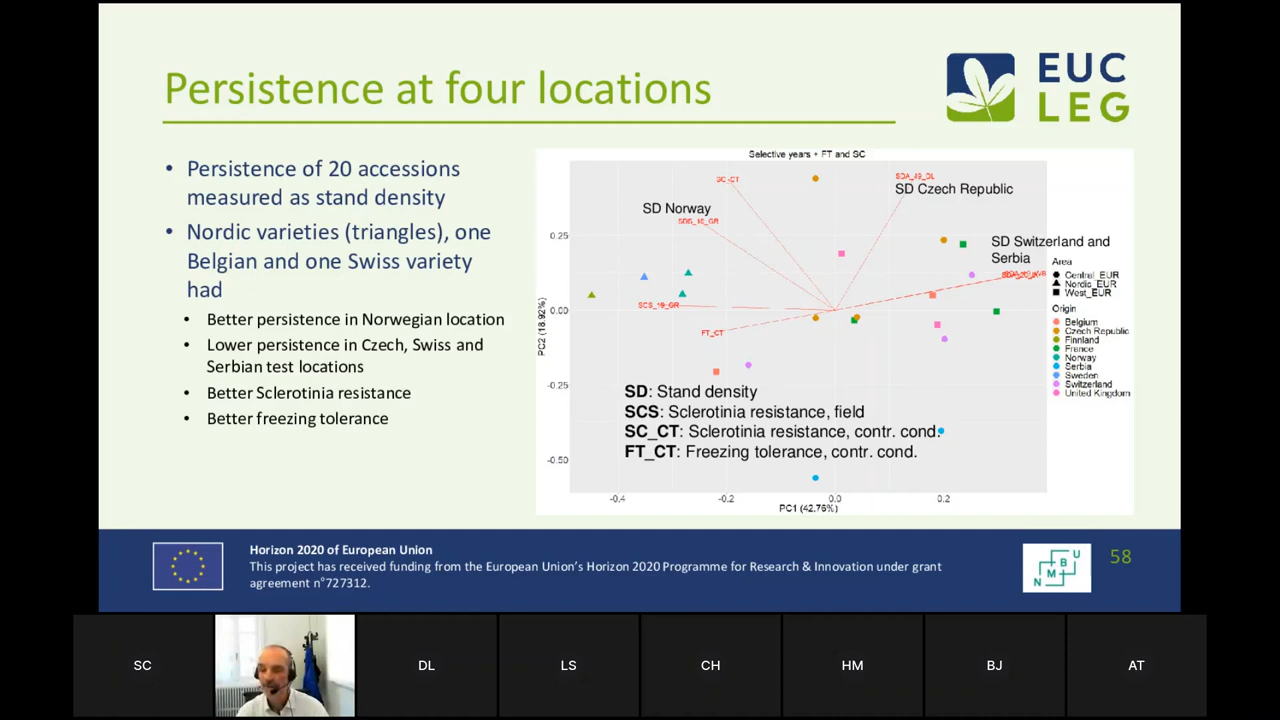 Persistence at four locations
EUC
LEG
• Persistence of 20 accessions
measured as stand density
• Nordic varieties (triangles), one
Belgian and one Swiss variety
had
• Better persistence in Norwegian location
• Lower persistence in Czech, Swiss and
Serbian test locations
• Better Sclerotinia resistance
• Better freezing tolerance
Selective years + FT and SC
SC_CT
SDA_19_DL
SD Czech Republic
SD Norway
SDS_18_GR
SD Switzerland and
Serbia
SCS_19_GR
FT_CT
0.25
0.00
-0.25
-0.50
PC2 (18.92%)
-0.4
-0.2
0.0
0.2
PC1 (42.76%)
Area
Central_EUR
Nordic_EUR
West_EUR
Origin
Belgium
Czech Republic
Finnland
France
Norway
Serbia
Sweden
Switzerland
United Kingdom
SD: Stand density
SCS: Sclerotinia resistance, field
SC_CT: Sclerotinia resistance, contr. cond.
FT_CT: Freezing tolerance, contr. cond.
Horizon 2020 of European Union
This project has received funding from the European Union's Horizon 2020 Programme for Research & Innovation under grant
agreement n°727312.
N M B U
58
SC
DL
LS
CH
HM
BJ
AT